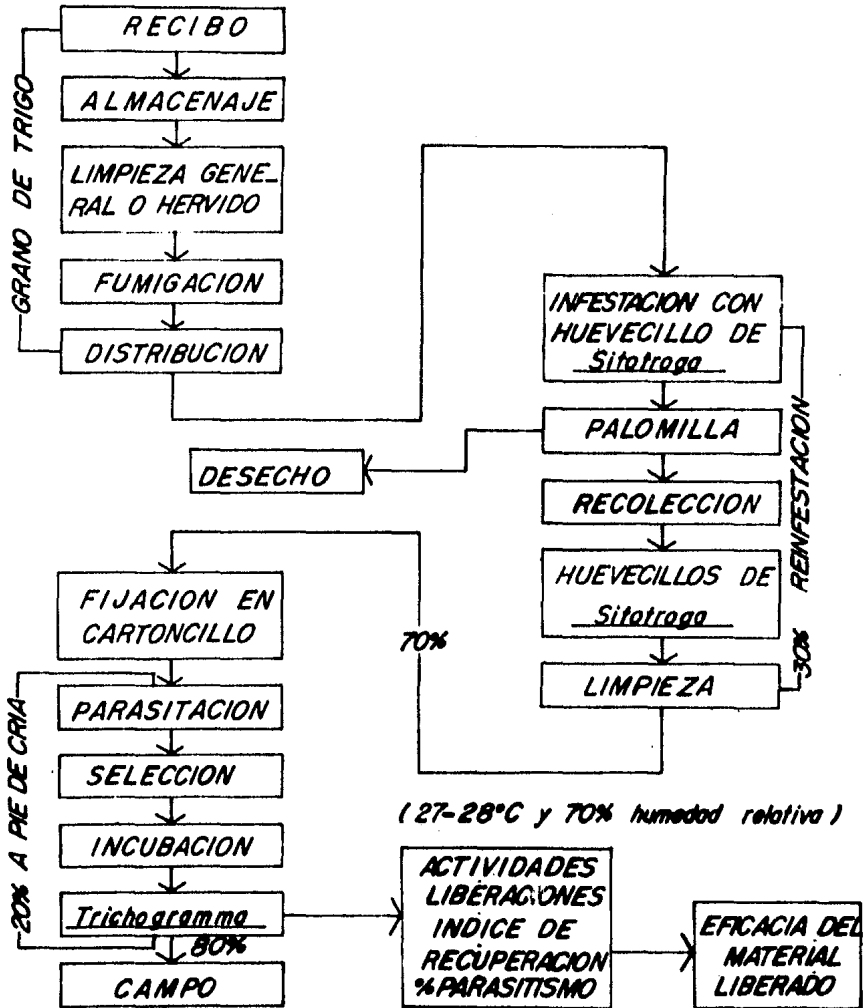 RECIBO
ALMACENAJE
LIMPIEZA GENE_
RAL O HERVIDO
FUMIGACION
DISTRIBUCION
GRANO DE TRIGO
INFESTACION CON
HUEVECILLO DE
Sitotroga
PALOMILLA
DESECHO
RECOLECCION
HUEVECILLOS DE
Sitotroga
LIMPIEZA
30% REINFESTACION
70%
FIJACION EN
CARTONCILLO
PARASITACION
SELECCION
INCUBACION
Trichogramma
80%
CAMPO
20% A PIE DE CRIA
(27-28°C y 70% humedad relativa)
ACTIVIDADES
LIBERACIONES
INDICE DE
RECUPERACION
%PARASITISMO
EFICACIA DEL
MATERIAL
LIBERADO